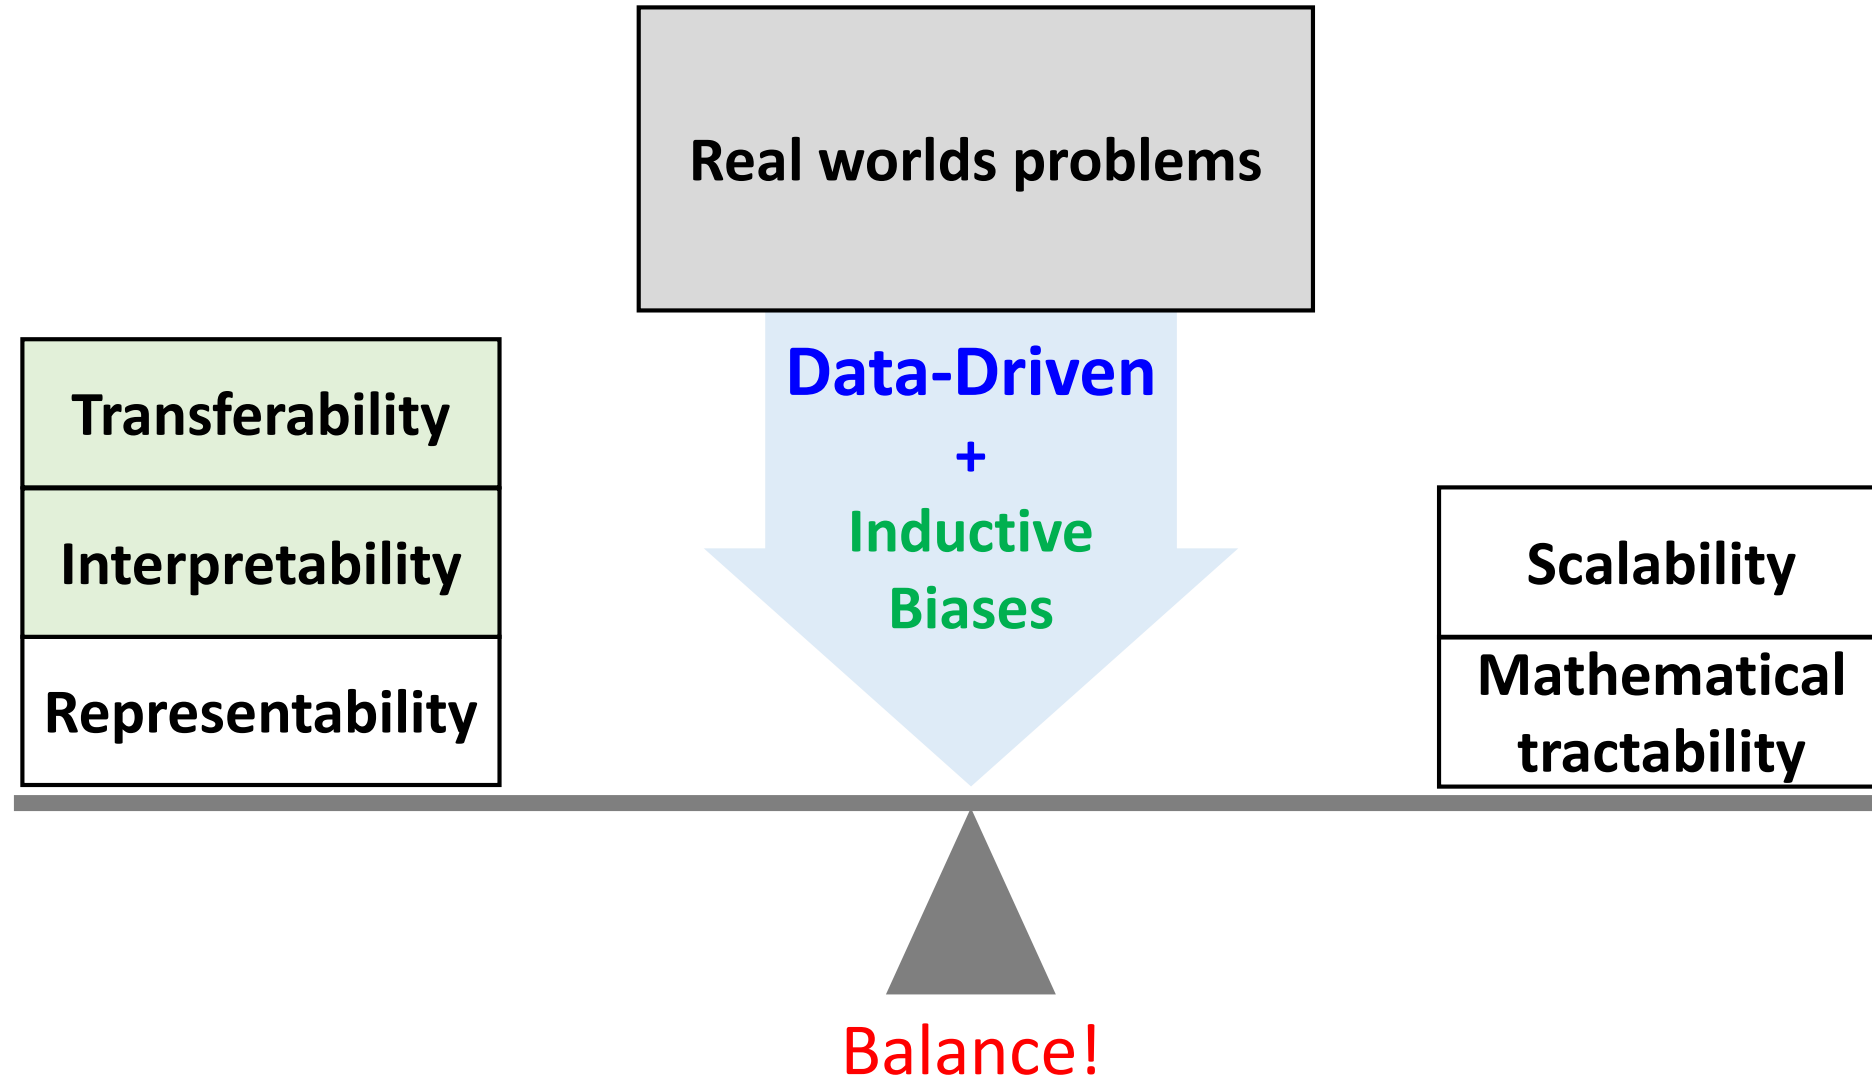 Real worlds problems
Data-Driven
+
Inductive
Biases
Transferability
Interpretability
Representability
Scalability
Mathematical
tractability
Balance!